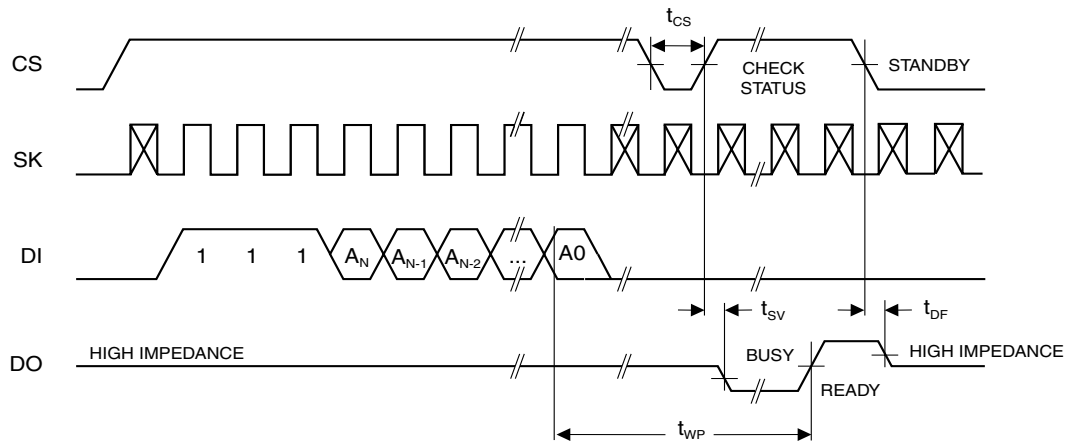 t_CS
CS
CHECK
STATUS
STANDBY
SK
DI
1 1 1 A_N A_N-1 A_N-2 ... A0
t_SV
t_DF
DO
HIGH IMPEDANCE
BUSY
HIGH IMPEDANCE
READY
t_WP